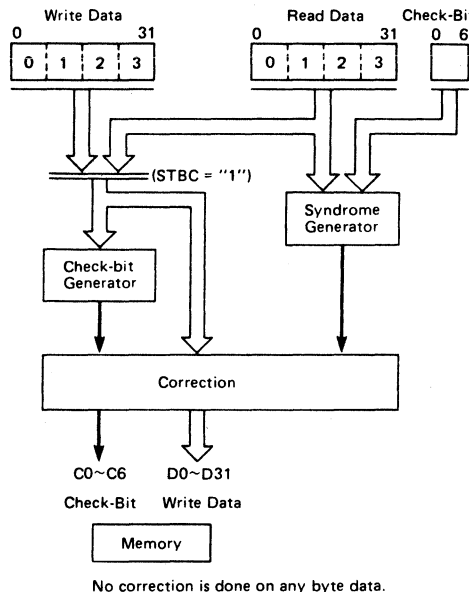 Write Data Read Data Check-Bit
0 31 0 31 0 6
0 1 2 3 0 1 2 3
(STBC = "1")
Syndrome
Generator
Check-bit
Generator
Correction
C0~C6 D0~D31
Check-Bit Write Data
Memory
No correction is done on any byte data.